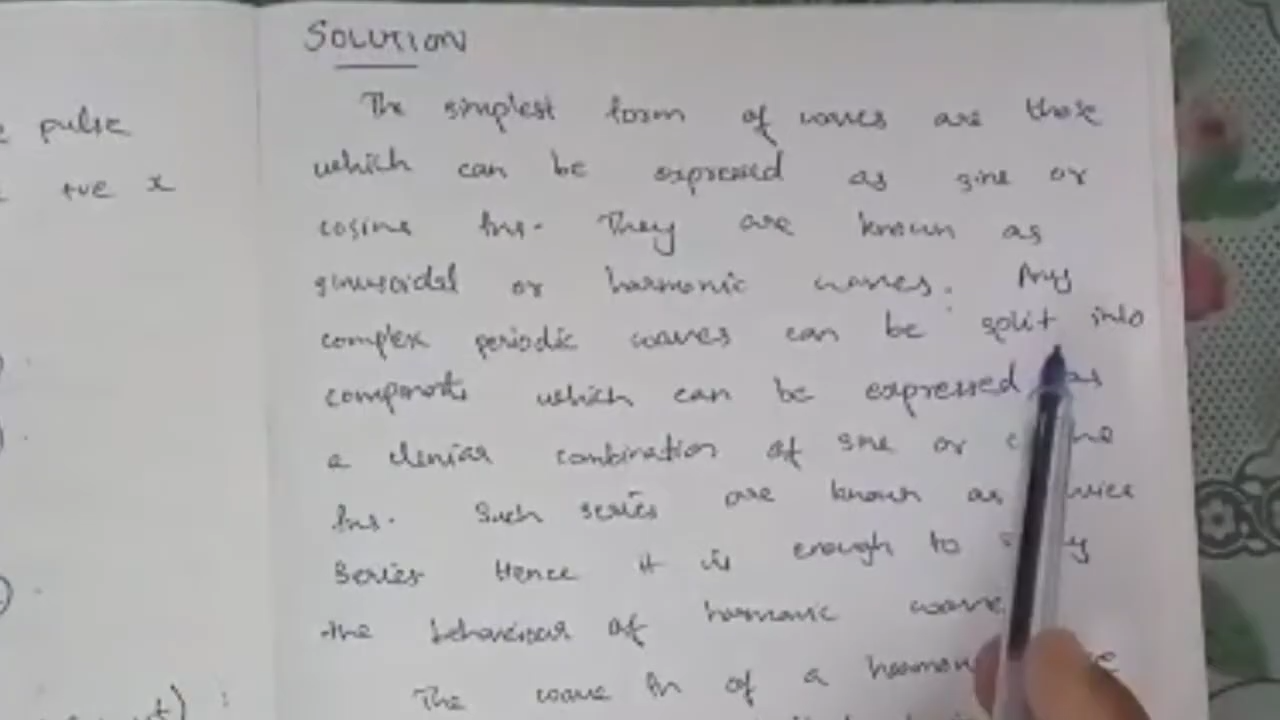 SOLUTION
The simplest form of waves are those
which can be expressed as sine or
cosine fns. They are known as
sinusoidal or harmonic waves. Any
complex periodic waves can be split into
components which can be expressed as
a combination of sine or
fns. Such series are known as
series Hence it is enough to
the behaviour of harmonic wave
The wave fn of a
pulse
+ve x